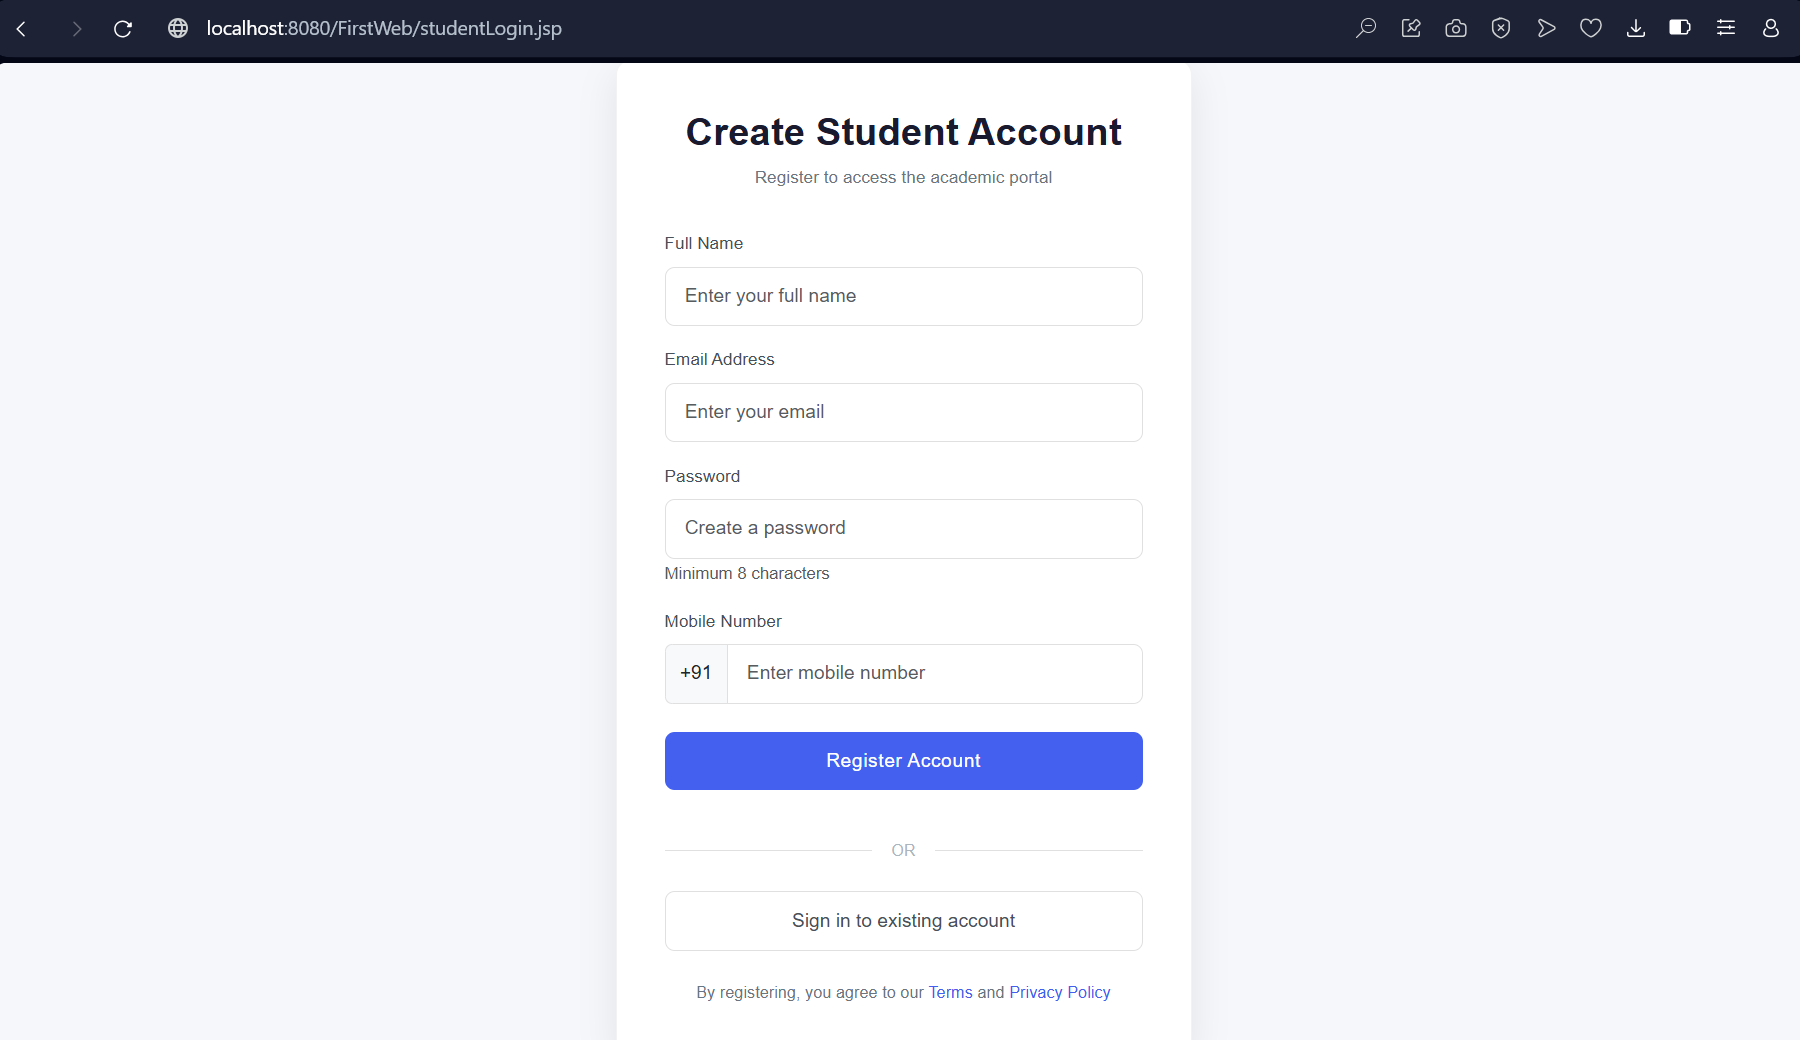 localhost:8080/FirstWeb/studentLogin.jsp
Create Student Account
Register to access the academic portal
Full Name
Enter your full name
Email Address
Enter your email
Password
Create a password
Minimum 8 characters
Mobile Number
+91 Enter mobile number
Register Account
OR
Sign in to existing account
By registering, you agree to our Terms and Privacy Policy